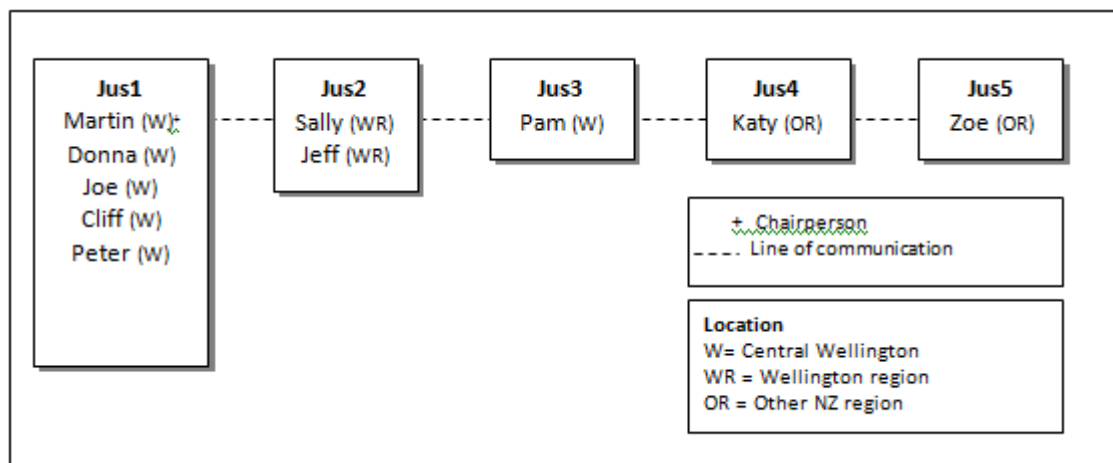 Jus1
Martin (W)+
Donna (W)
Joe (W)
Cliff (W)
Peter (W)
Jus2
Sally (WR)
Jeff (WR)
Jus3
Pam (W)
Jus4
Katy (OR)
Jus5
Zoe (OR)
+ Chairperson
----- Line of communication
Location
W= Central Wellington
WR = Wellington region
OR = Other NZ region